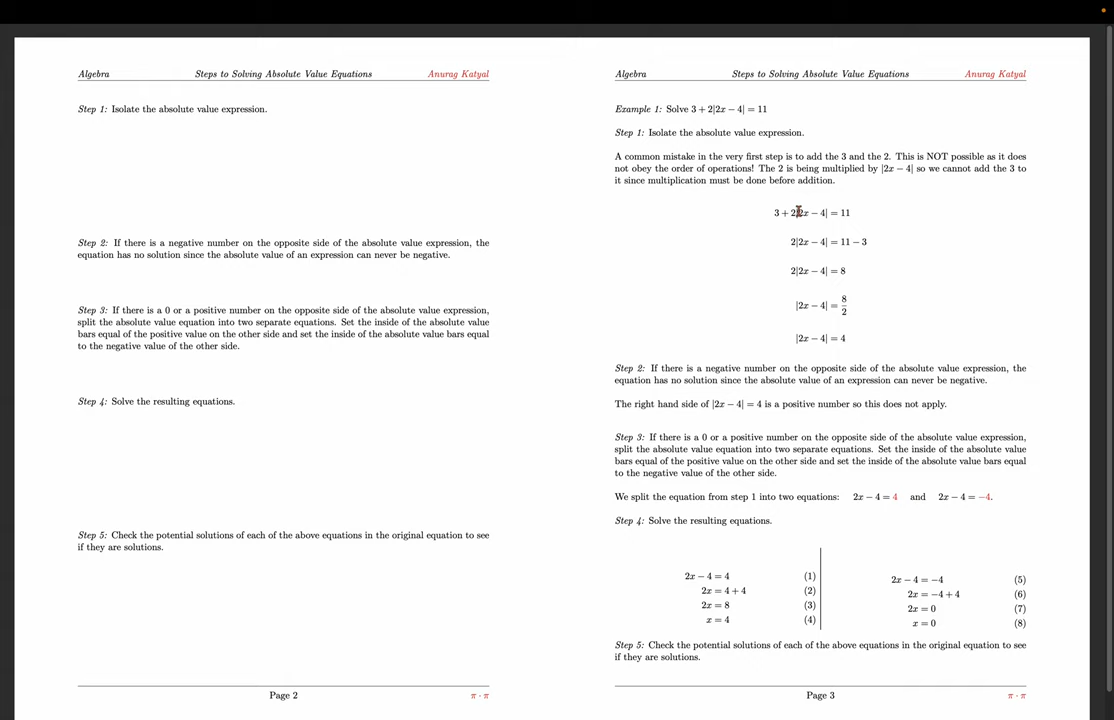 Algebra Steps to Solving Absolute Value Equations Anurag Katyal
Step 1: Isolate the absolute value expression.
Step 2: If there is a negative number on the opposite side of the absolute value expression, the
equation has no solution since the absolute value of an expression can never be negative.
Step 3: If there is a 0 or a positive number on the opposite side of the absolute value expression,
split the absolute value equation into two separate equations. Set the inside of the absolute value
bars equal of the positive value on the other side and set the inside of the absolute value bars equal
to the negative value of the other side.
Step 4: Solve the resulting equations.
Step 5: Check the potential solutions of each of the above equations in the original equation to see
if they are solutions.
Page 2 π · π
Algebra Steps to Solving Absolute Value Equations Anurag Katyal
Example 1: Solve 3 + 2|2x − 4| = 11
Step 1: Isolate the absolute value expression.
A common mistake in the very first step is to add the 3 and the 2. This is NOT possible as it does
not obey the order of operations! The 2 is being multiplied by |2x − 4| so we cannot add the 3 to
it since multiplication must be done before addition.
3 + 2|2x − 4| = 11
2|2x − 4| = 11 − 3
2|2x − 4| = 8
|2x − 4| = 8/2
|2x − 4| = 4
Step 2: If there is a negative number on the opposite side of the absolute value expression, the
equation has no solution since the absolute value of an expression can never be negative.
The right hand side of |2x − 4| = 4 is a positive number so this does not apply.
Step 3: If there is a 0 or a positive number on the opposite side of the absolute value expression,
split the absolute value equation into two separate equations. Set the inside of the absolute value
bars equal of the positive value on the other side and set the inside of the absolute value bars equal
to the negative value of the other side.
We split the equation from step 1 into two equations: 2x − 4 = 4 and 2x − 4 = −4.
Step 4: Solve the resulting equations.
2x − 4 = 4 (1)
2x = 4 + 4 (2)
2x = 8 (3)
x = 4 (4)
2x − 4 = −4 (5)
2x = −4 + 4 (6)
2x = 0 (7)
x = 0 (8)
Step 5: Check the potential solutions of each of the above equations in the original equation to see
if they are solutions.
Page 3 π · π